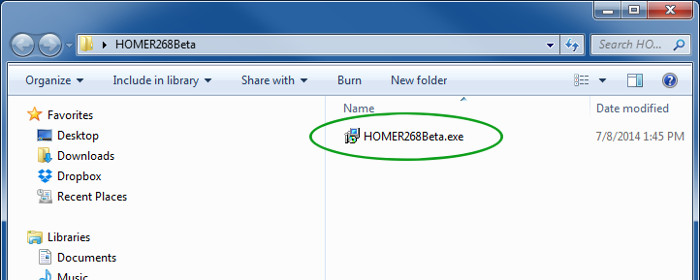 HOMER268Beta
Search HO...
Organize Include in library Share with Burn New folder
Favorites
Desktop
Downloads
Dropbox
Recent Places
Libraries
Documents
Music
Name Date modified
HOMER268Beta.exe 7/8/2014 1:45 PM